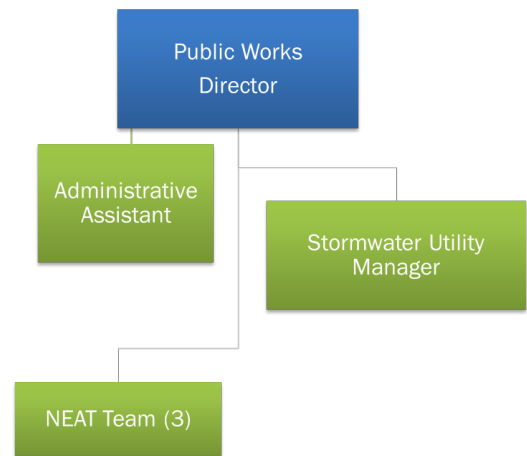 Public Works
Director
Administrative
Assistant
Stormwater Utility
Manager
NEAT Team (3)